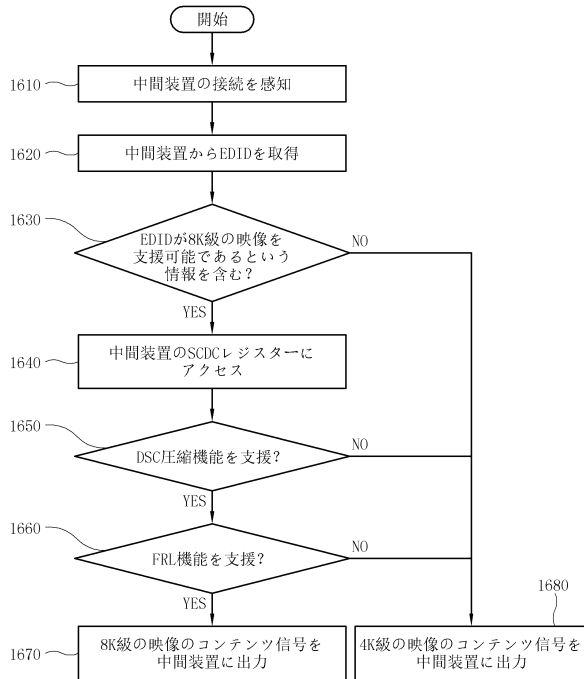 開始
1610
中間装置の接続を感知
1620
中間装置からEDIDを取得
1630
EDIDが8K級の映像を
支援可能であるという
情報を含む?
NO
YES
1640
中間装置のSCDCレジスターに
アクセス
1650
DSC圧縮機能を支援?
NO
YES
1660
FRL機能を支援?
NO
YES
1670
8K級の映像のコンテンツ信号を
中間装置に出力
1680
4K級の映像のコンテンツ信号を
中間装置に出力